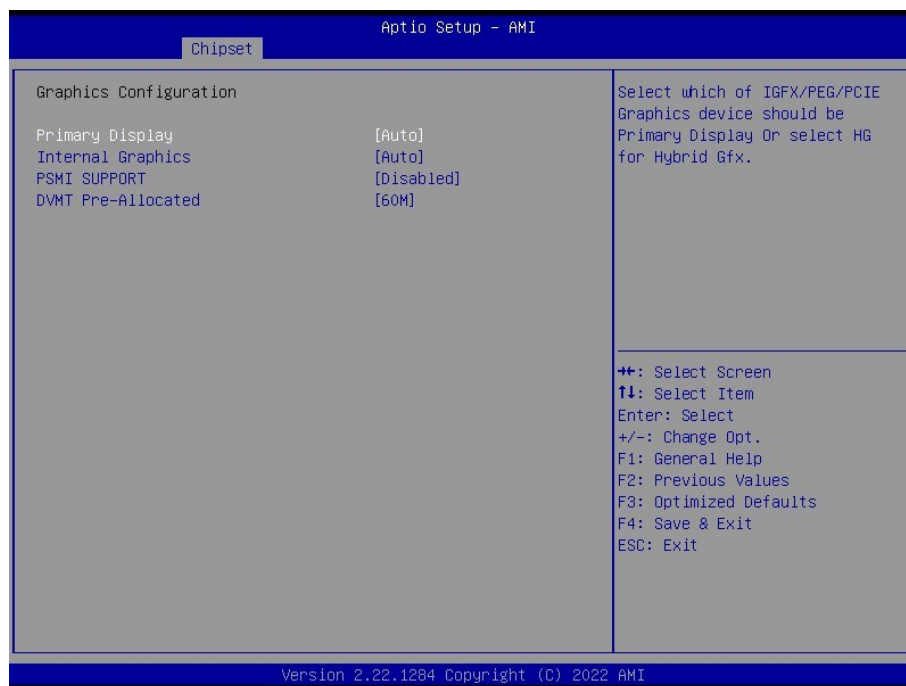 Aptio Setup – AMI
Chipset
Graphics Configuration
Primary Display [Auto]
Internal Graphics [Auto]
PSMI SUPPORT [Disabled]
DVMT Pre-Allocated [60M]
Select which of IGFX/PEG/PCIE
Graphics device should be
Primary Display Or select HG
for Hybrid Gfx.
→←: Select Screen
↑↓: Select Item
Enter: Select
+/-: Change Opt.
F1: General Help
F2: Previous Values
F3: Optimized Defaults
F4: Save & Exit
ESC: Exit
Version 2.22.1284 Copyright (C) 2022 AMI